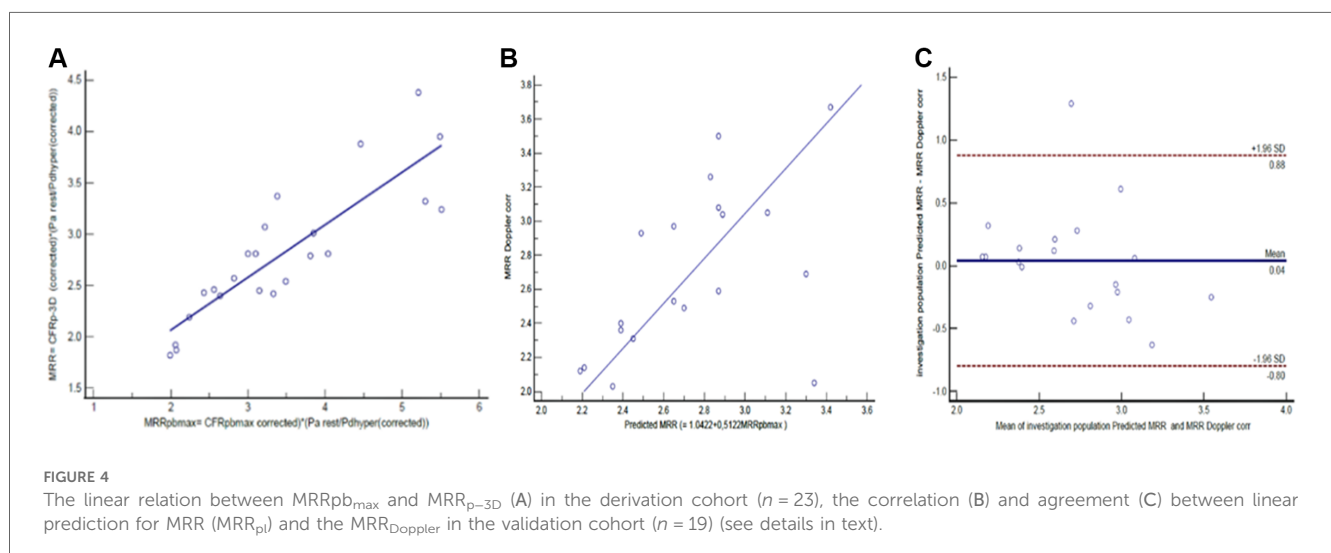 A
MRR= CFRp-3D (corrected)*(Pa rest/Pdhyper(corrected))
4.5
4.0
3.5
3.0
2.5
2.0
1.5
1 2 3 4 5 6
MRRpbmax= CFRpbmax corrected)*(Pa rest/Pdhyper(corrected))
B
MRR Doppler corr
3.8
3.6
3.4
3.2
3.0
2.8
2.6
2.4
2.2
2.0
2.0 2.2 2.4 2.6 2.8 3.0 3.2 3.4 3.6
Predicted MRR (= 1.0422+0,5122MRRpbmax )
C
investigation population Predicted MRR - MRR Doppler corr
1.5
1.0
0.5
0.0
-0.5
-1.0
+1.96 SD
0.88
Mean
0.04
-1.96 SD
-0.80
2.0 2.5 3.0 3.5 4.0
Mean of investigation population Predicted MRR and MRR Doppler corr
FIGURE 4
The linear relation between MRRpbmax and MRRp–3D (A) in the derivation cohort (n = 23), the correlation (B) and agreement (C) between linear
prediction for MRR (MRRpl) and the MRRDoppler in the validation cohort (n = 19) (see details in text).